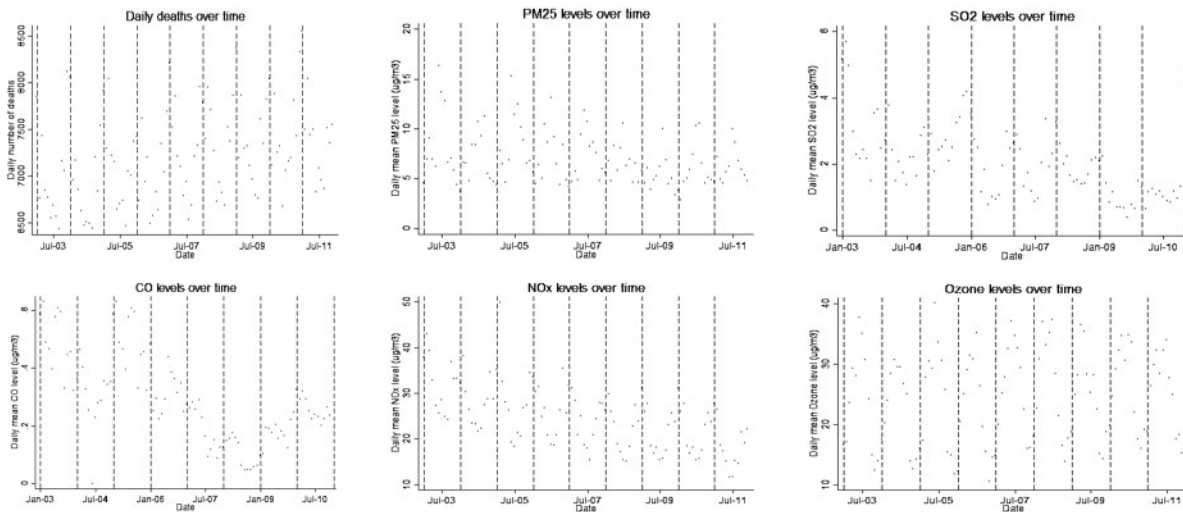 Daily deaths over time
Daily number of deaths
8500
8000
7500
7000
6500
Jul-03 Jul-05 Jul-07 Jul-09 Jul-11
Date
PM25 levels over time
Daily mean PM25 level (ug/m3)
20
15
10
5
0
Jul-03 Jul-05 Jul-07 Jul-09 Jul-11
Date
SO2 levels over time
Daily mean SO2 level (ug/m3)
6
4
2
0
Jan-03 Jul-04 Jan-06 Jul-07 Jan-09 Jul-10
Date
CO levels over time
Daily mean CO level (ug/m3)
6
4
2
0
Jan-03 Jul-04 Jan-06 Jul-07 Jan-09 Jul-10
Date
NOx levels over time
Daily mean NOx level (ug/m3)
50
40
30
20
10
Jul-03 Jul-05 Jul-07 Jul-09 Jul-11
Date
Ozone levels over time
Daily mean Ozone level (ug/m3)
40
30
20
10
Jul-03 Jul-05 Jul-07 Jul-09 Jul-11
Date